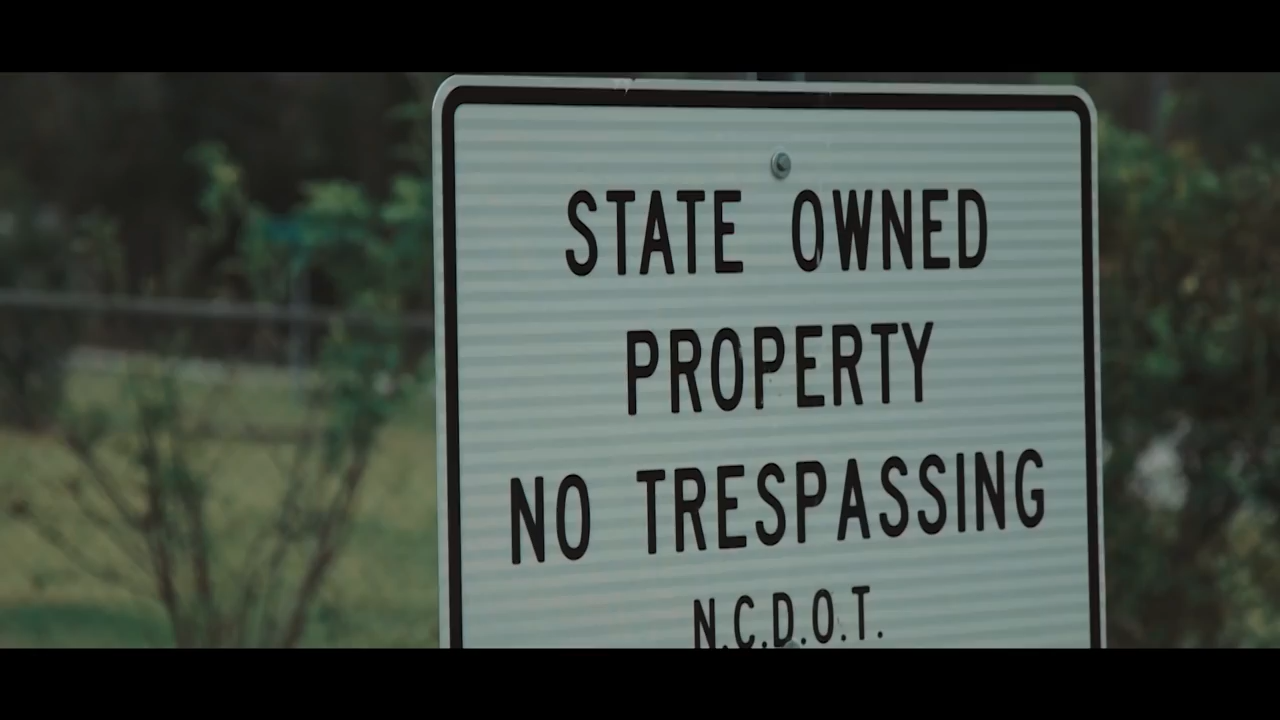 STATE OWNED
PROPERTY
NO TRESPASSING
N.C.D.O.T.